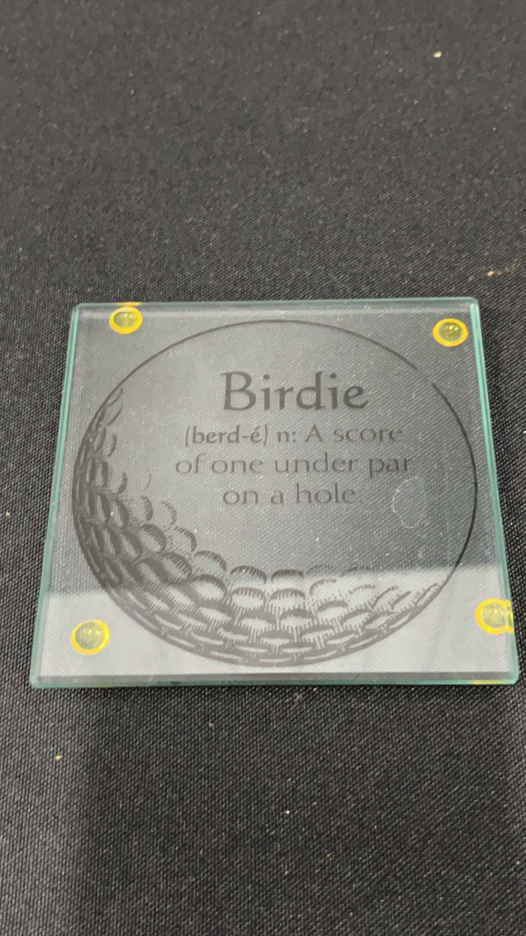 Birdie
(berd-é) n: A score
of one under par
on a hole